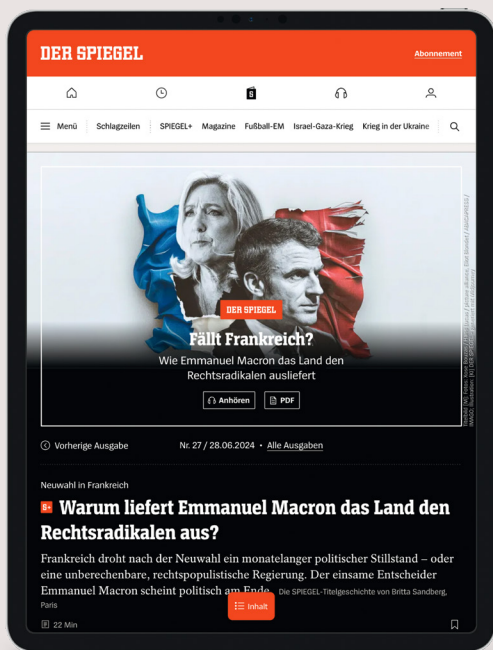 DER SPIEGEL
Abonnement
Menü Schlagzeilen SPIEGEL+ Magazine Fußball-EM Israel-Gaza-Krieg Krieg in der Ukraine
DER SPIEGEL
Fällt Frankreich?
Wie Emmanuel Macron das Land den
Rechtsradikalen ausliefert
Anhören PDF
Vorherige Ausgabe Nr. 27 / 28.06.2024 • Alle Ausgaben
Neuwahl in Frankreich
S+ Warum liefert Emmanuel Macron das Land den
Rechtsradikalen aus?
Frankreich droht nach der Neuwahl ein monatelanger politischer Stillstand – oder
eine unberechenbare, rechtspopulistische Regierung. Der einsame Entscheider
Emmanuel Macron scheint politisch am Ende. Die SPIEGEL-Titelgeschichte von Britta Sandberg,
Paris
Inhalt
22 Min